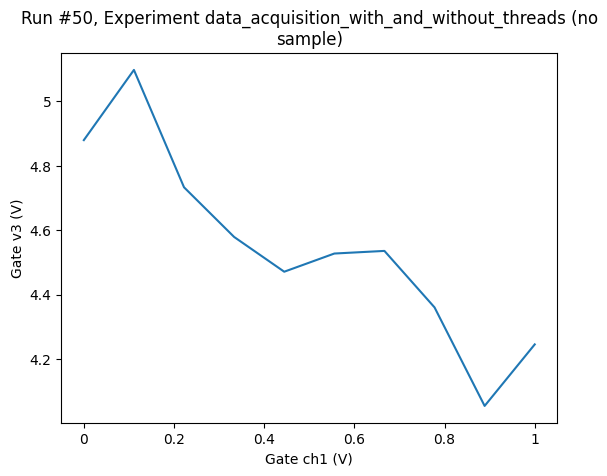 Run #50, Experiment data_acquisition_with_and_without_threads (no
sample)
5
4.8
4.6
4.4
4.2
Gate v3 (V)
0
0.2
0.4
0.6
0.8
1
Gate ch1 (V)